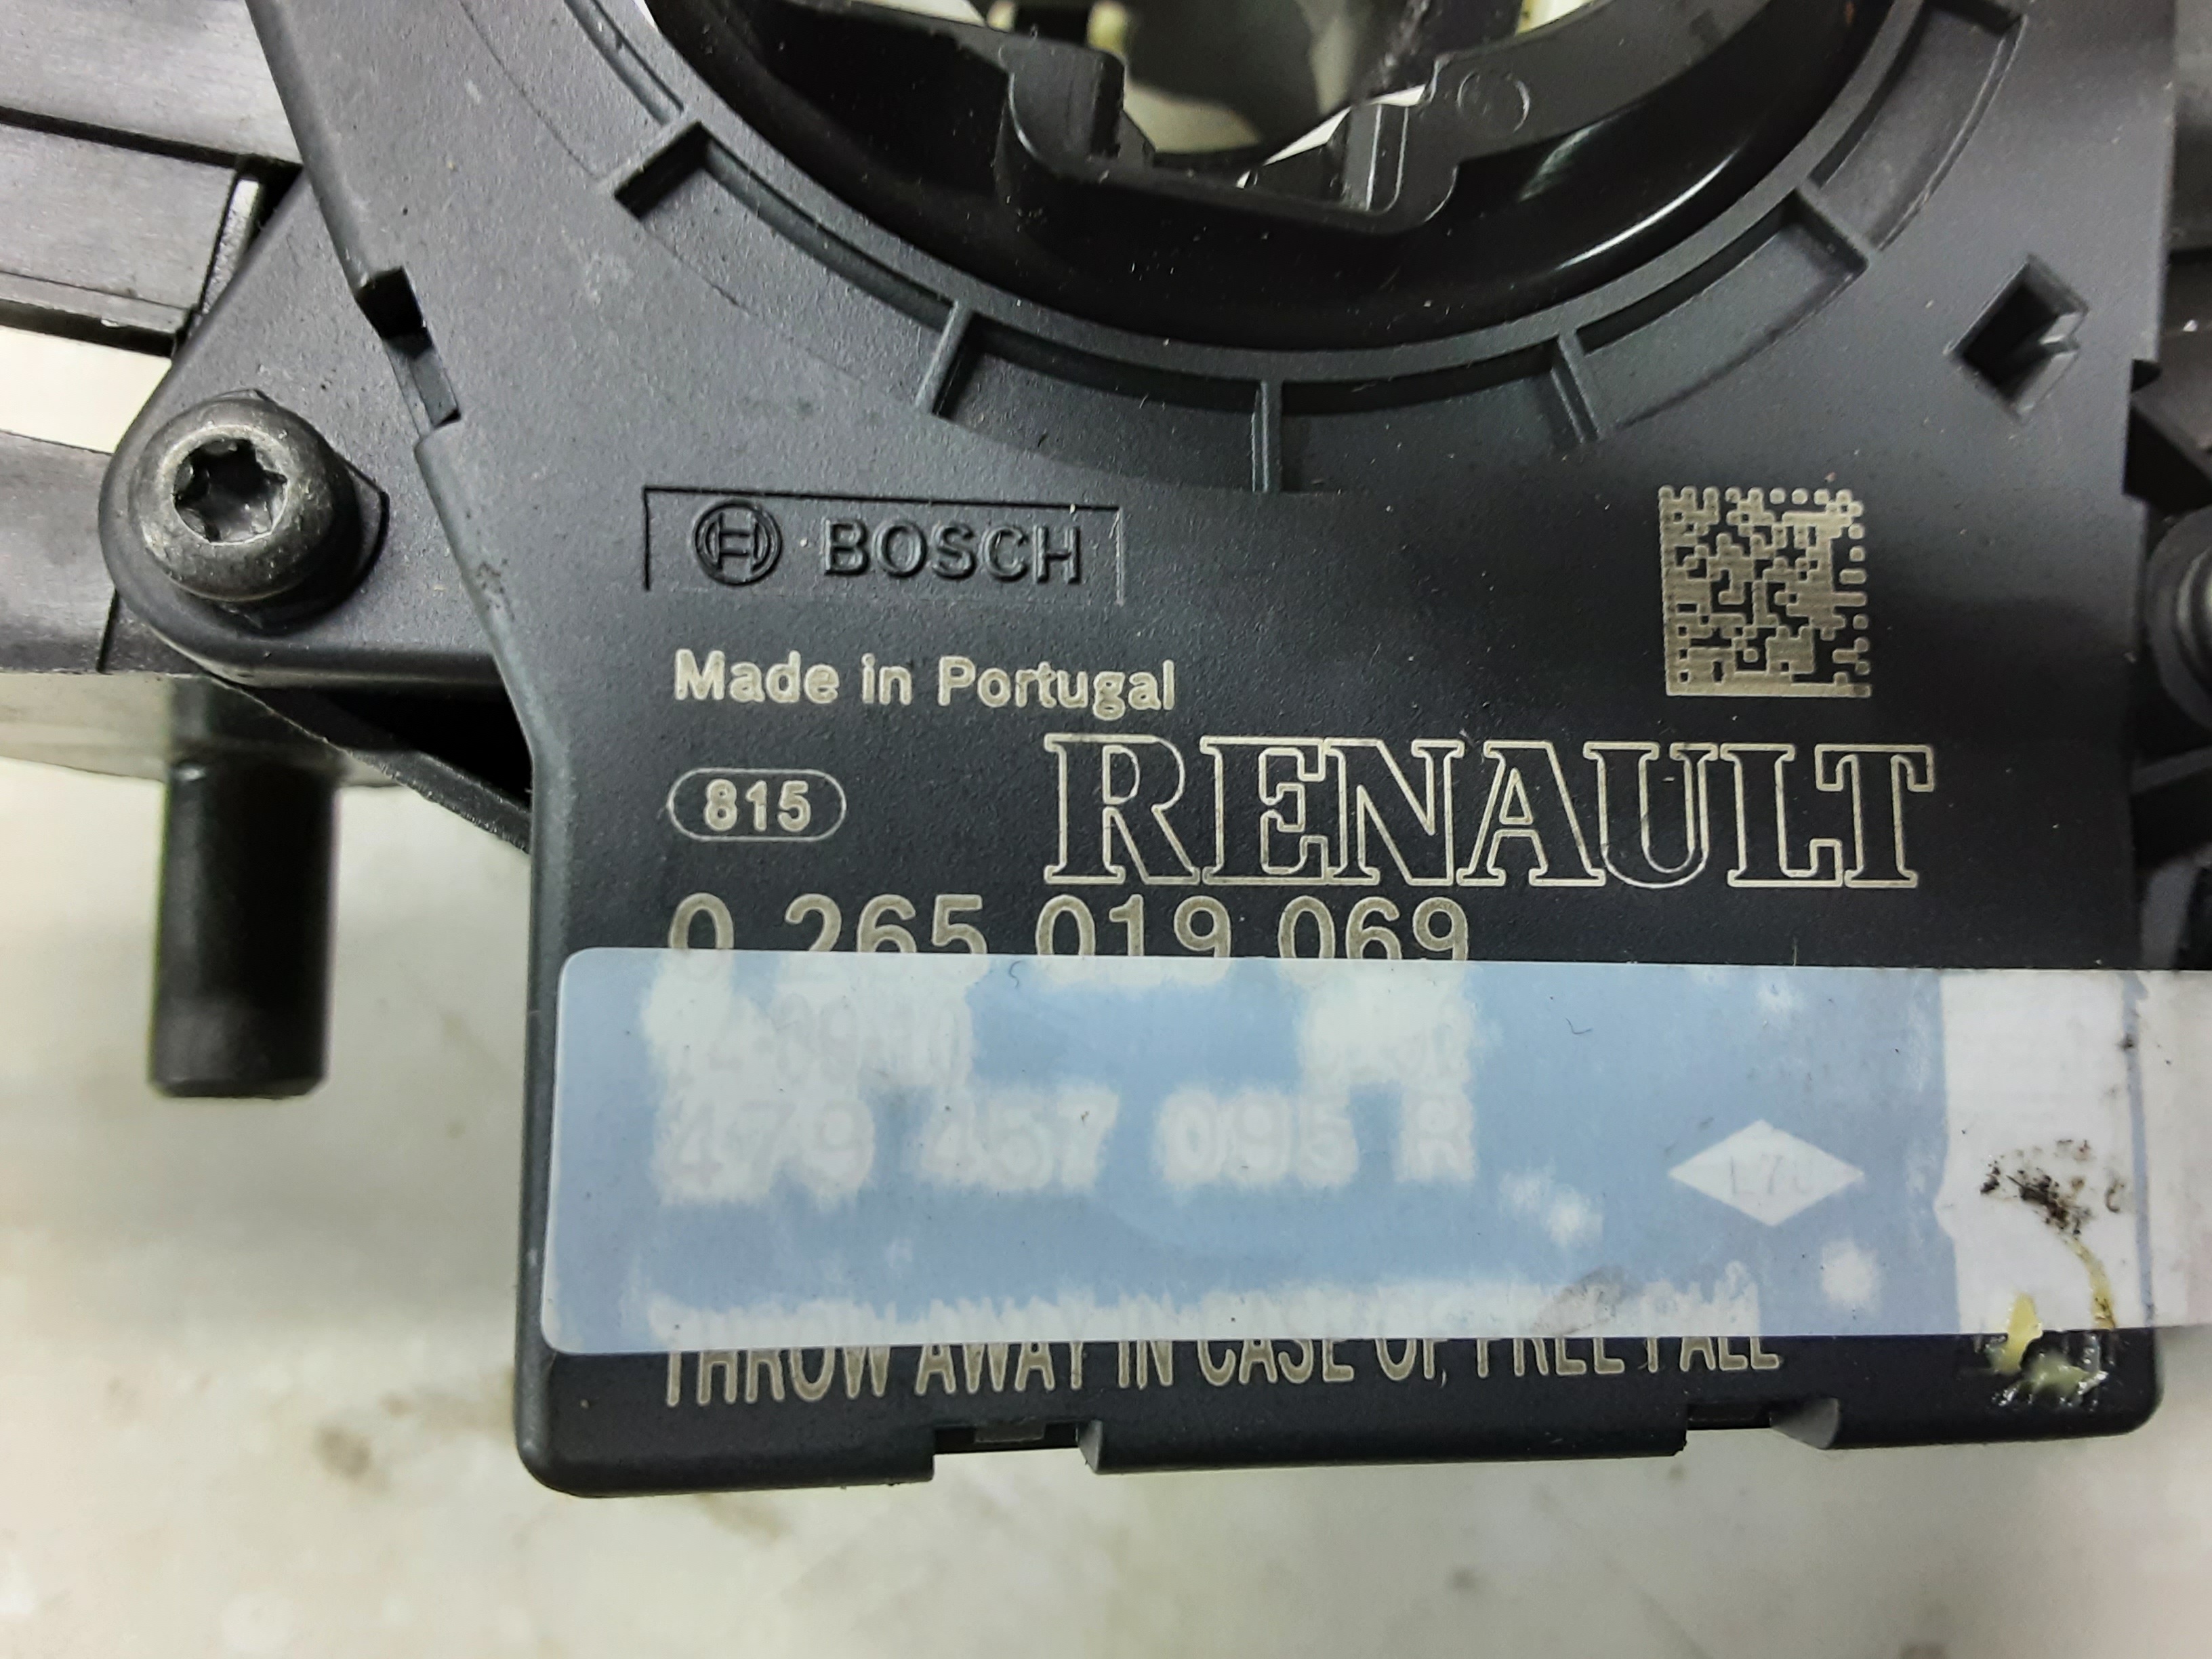 BOSCH
Made in Portugal
815
RENAULT
0 265 019 069
479 457 095 R
THROW AWAY IN CASE OF FREE FALL